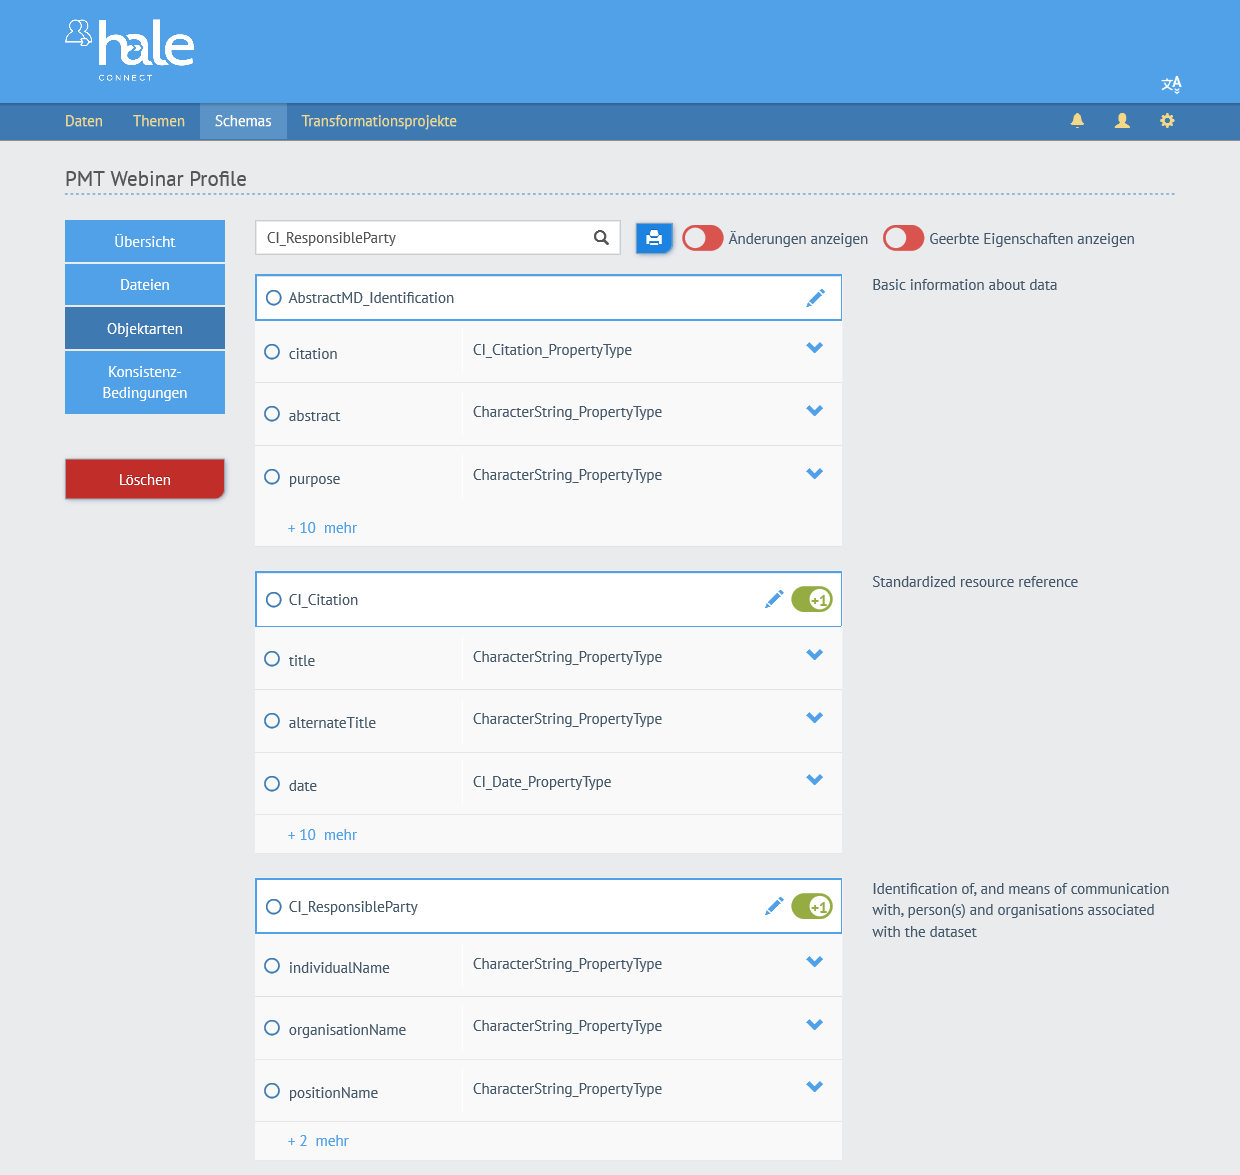 hale
CONNECT
文A
Daten Themen Schemas Transformationsprojekte
PMT Webinar Profile
Übersicht
Dateien
Objektarten
Konsistenz-
Bedingungen
Löschen
CI_ResponsibleParty Änderungen anzeigen Geerbte Eigenschaften anzeigen
AbstractMD_Identification
Basic information about data
citation CI_Citation_PropertyType
abstract CharacterString_PropertyType
purpose CharacterString_PropertyType
+ 10 mehr
CI_Citation +1
Standardized resource reference
title CharacterString_PropertyType
alternateTitle CharacterString_PropertyType
date CI_Date_PropertyType
+ 10 mehr
CI_ResponsibleParty +1
Identification of, and means of communication
with, person(s) and organisations associated
with the dataset
individualName CharacterString_PropertyType
organisationName CharacterString_PropertyType
positionName CharacterString_PropertyType
+ 2 mehr